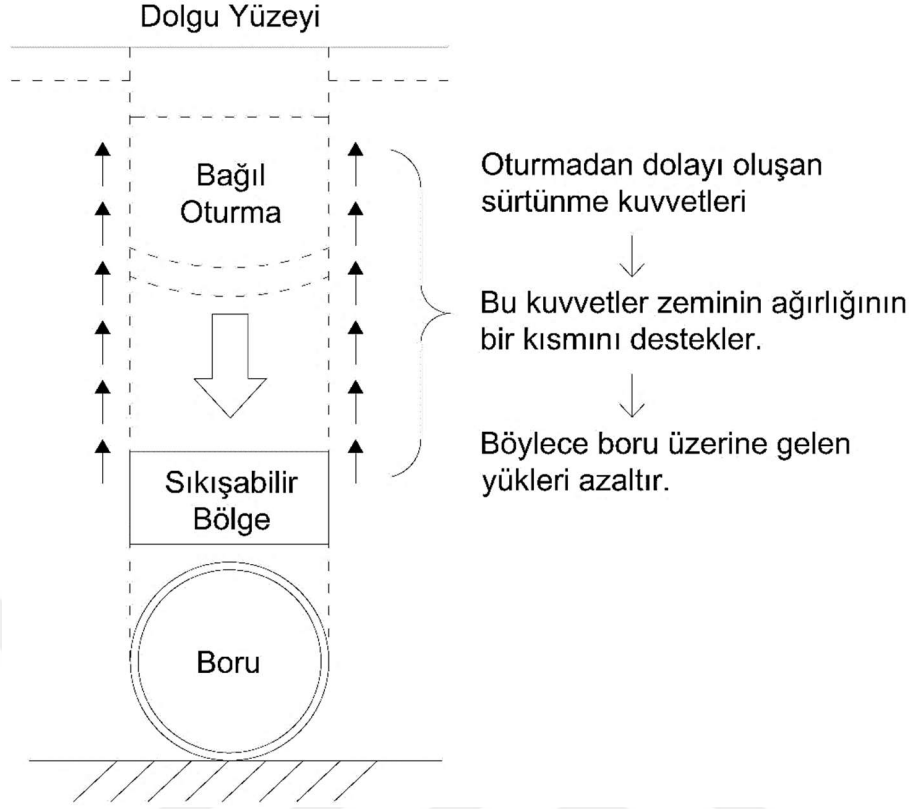 Dolgu Yüzeyi
Bağıl
Oturma
Oturmadan dolayı oluşan
sürtünme kuvvetleri
Bu kuvvetler zeminin ağırlığının
bir kısmını destekler.
Böylece boru üzerine gelen
yükleri azaltır.
Sıkışabilir
Bölge
Boru